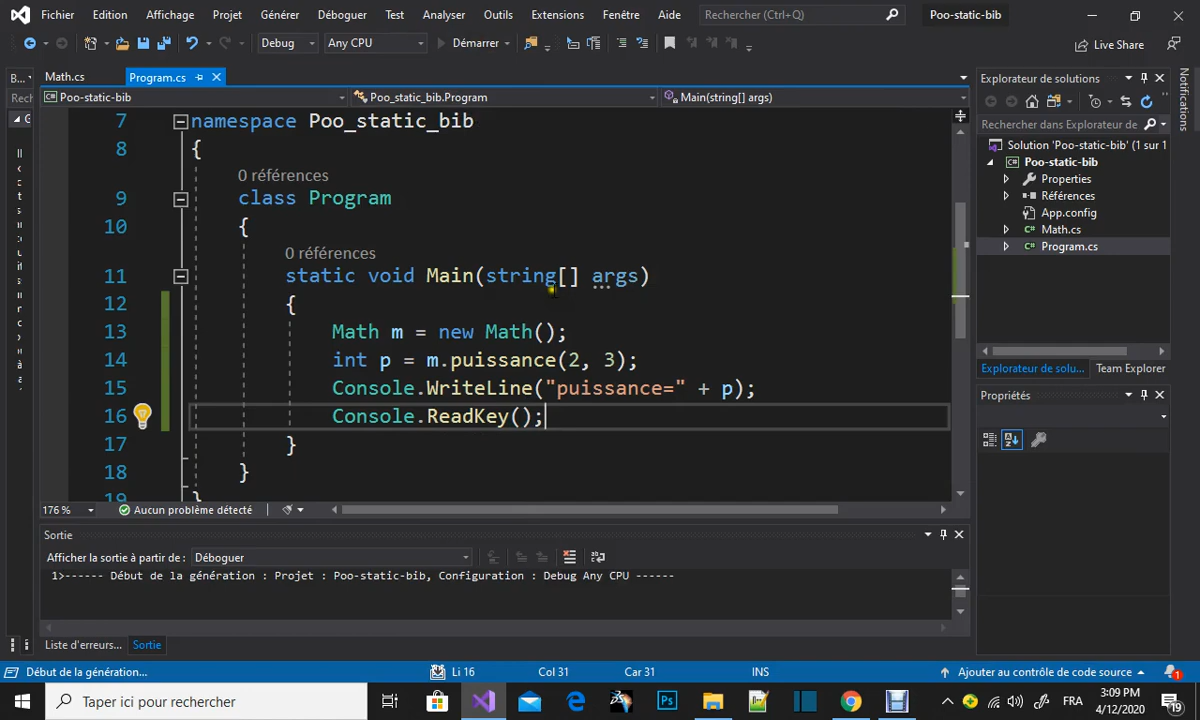 Fichier Edition Affichage Projet Générer Déboguer Test Analyser Outils Extensions Fenêtre Aide Rechercher (Ctrl+Q) Poo-static-bib
Debug Any CPU Démarrer Live Share
Math.cs Program.cs
Poo-static-bib Poo_static_bib.Program Main(string[] args)
7 namespace Poo_static_bib
8 {
0 références
9 class Program
10 {
0 références
11 static void Main(string[] args)
12 {
13 Math m = new Math();
14 int p = m.puissance(2, 3);
15 Console.WriteLine("puissance=" + p);
16 Console.ReadKey();
17 }
18 }
19 }
176 % Aucun problème détecté
Sortie
Afficher la sortie à partir de : Déboguer
1>------ Début de la génération : Projet : Poo-static-bib, Configuration : Debug Any CPU ------
Liste d'erreurs... Sortie
Explorateur de solutions
Rechercher dans Explorateur de
Solution 'Poo-static-bib' (1 sur 1
Poo-static-bib
Properties
Références
App.config
Math.cs
Program.cs
Explorateur de solu... Team Explorer
Propriétés
Notifications
Début de la génération... Li 16 Col 31 Car 31 INS Ajouter au contrôle de code source 1
Taper ici pour rechercher FRA 3:09 PM
4/12/2020 19